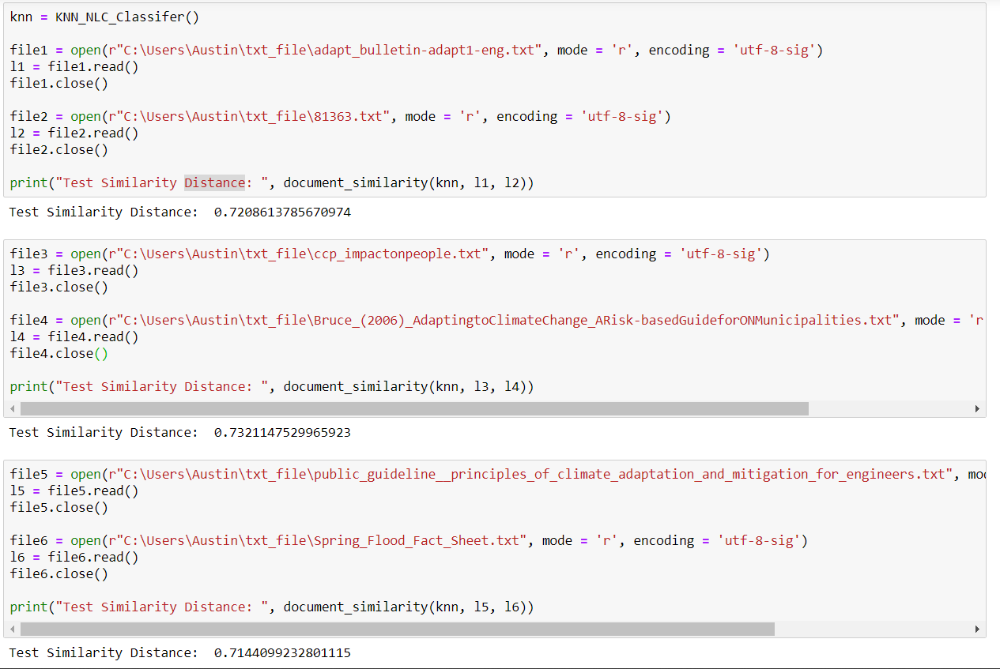 knn = KNN_NLC_Classifer()
file1 = open(r"C:\Users\Austin\txt_file\adapt_bulletin-adapt1-eng.txt", mode = 'r', encoding = 'utf-8-sig')
l1 = file1.read()
file1.close()
file2 = open(r"C:\Users\Austin\txt_file\81363.txt", mode = 'r', encoding = 'utf-8-sig')
l2 = file2.read()
file2.close()
print("Test Similarity Distance: ", document_similarity(knn, l1, l2))
Test Similarity Distance:  0.7208613785670974
file3 = open(r"C:\Users\Austin\txt_file\ccp_impactonpeople.txt", mode = 'r', encoding = 'utf-8-sig')
l3 = file3.read()
file3.close()
file4 = open(r"C:\Users\Austin\txt_file\Bruce_(2006)_AdaptingtoClimateChange_ARisk-basedGuideforONMunicipalities.txt", mode = 'r
l4 = file4.read()
file4.close()
print("Test Similarity Distance: ", document_similarity(knn, l3, l4))
Test Similarity Distance:  0.7321147529965923
file5 = open(r"C:\Users\Austin\txt_file\public_guideline__principles_of_climate_adaptation_and_mitigation_for_engineers.txt", mo
l5 = file5.read()
file5.close()
file6 = open(r"C:\Users\Austin\txt_file\Spring_Flood_Fact_Sheet.txt", mode = 'r', encoding = 'utf-8-sig')
l6 = file6.read()
file6.close()
print("Test Similarity Distance: ", document_similarity(knn, l5, l6))
Test Similarity Distance:  0.7144099232801115